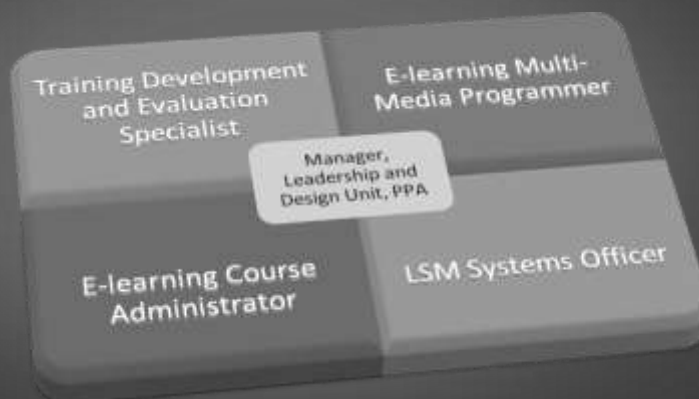 Training Development
and Evaluation
Specialist
E-learning Multi-
Media Programmer
Manager,
Leadership and
Design Unit, PPA
E-learning Course
Administrator
LSM Systems Officer